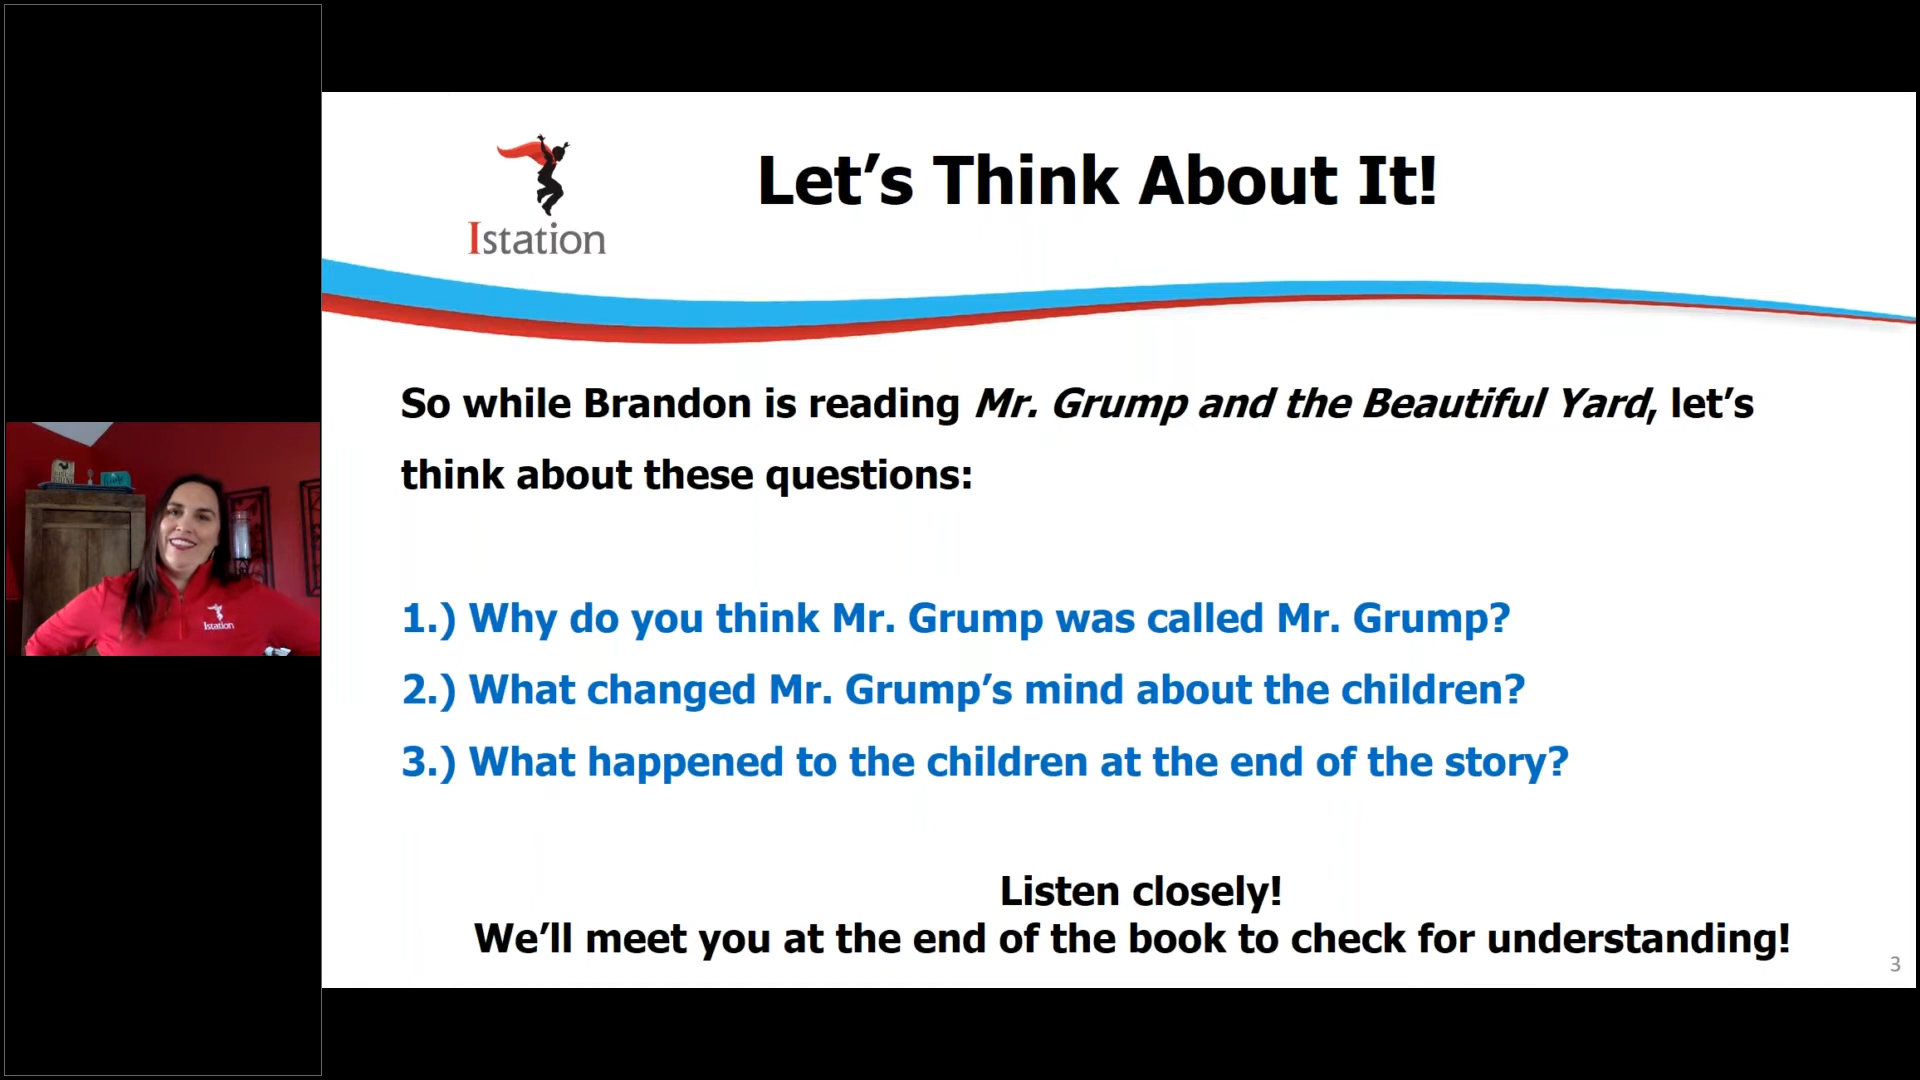 Istation
Let’s Think About It!
So while Brandon is reading Mr. Grump and the Beautiful Yard, let’s
think about these questions:
1.) Why do you think Mr. Grump was called Mr. Grump?
2.) What changed Mr. Grump’s mind about the children?
3.) What happened to the children at the end of the story?
Listen closely!
We’ll meet you at the end of the book to check for understanding!
3
Istation